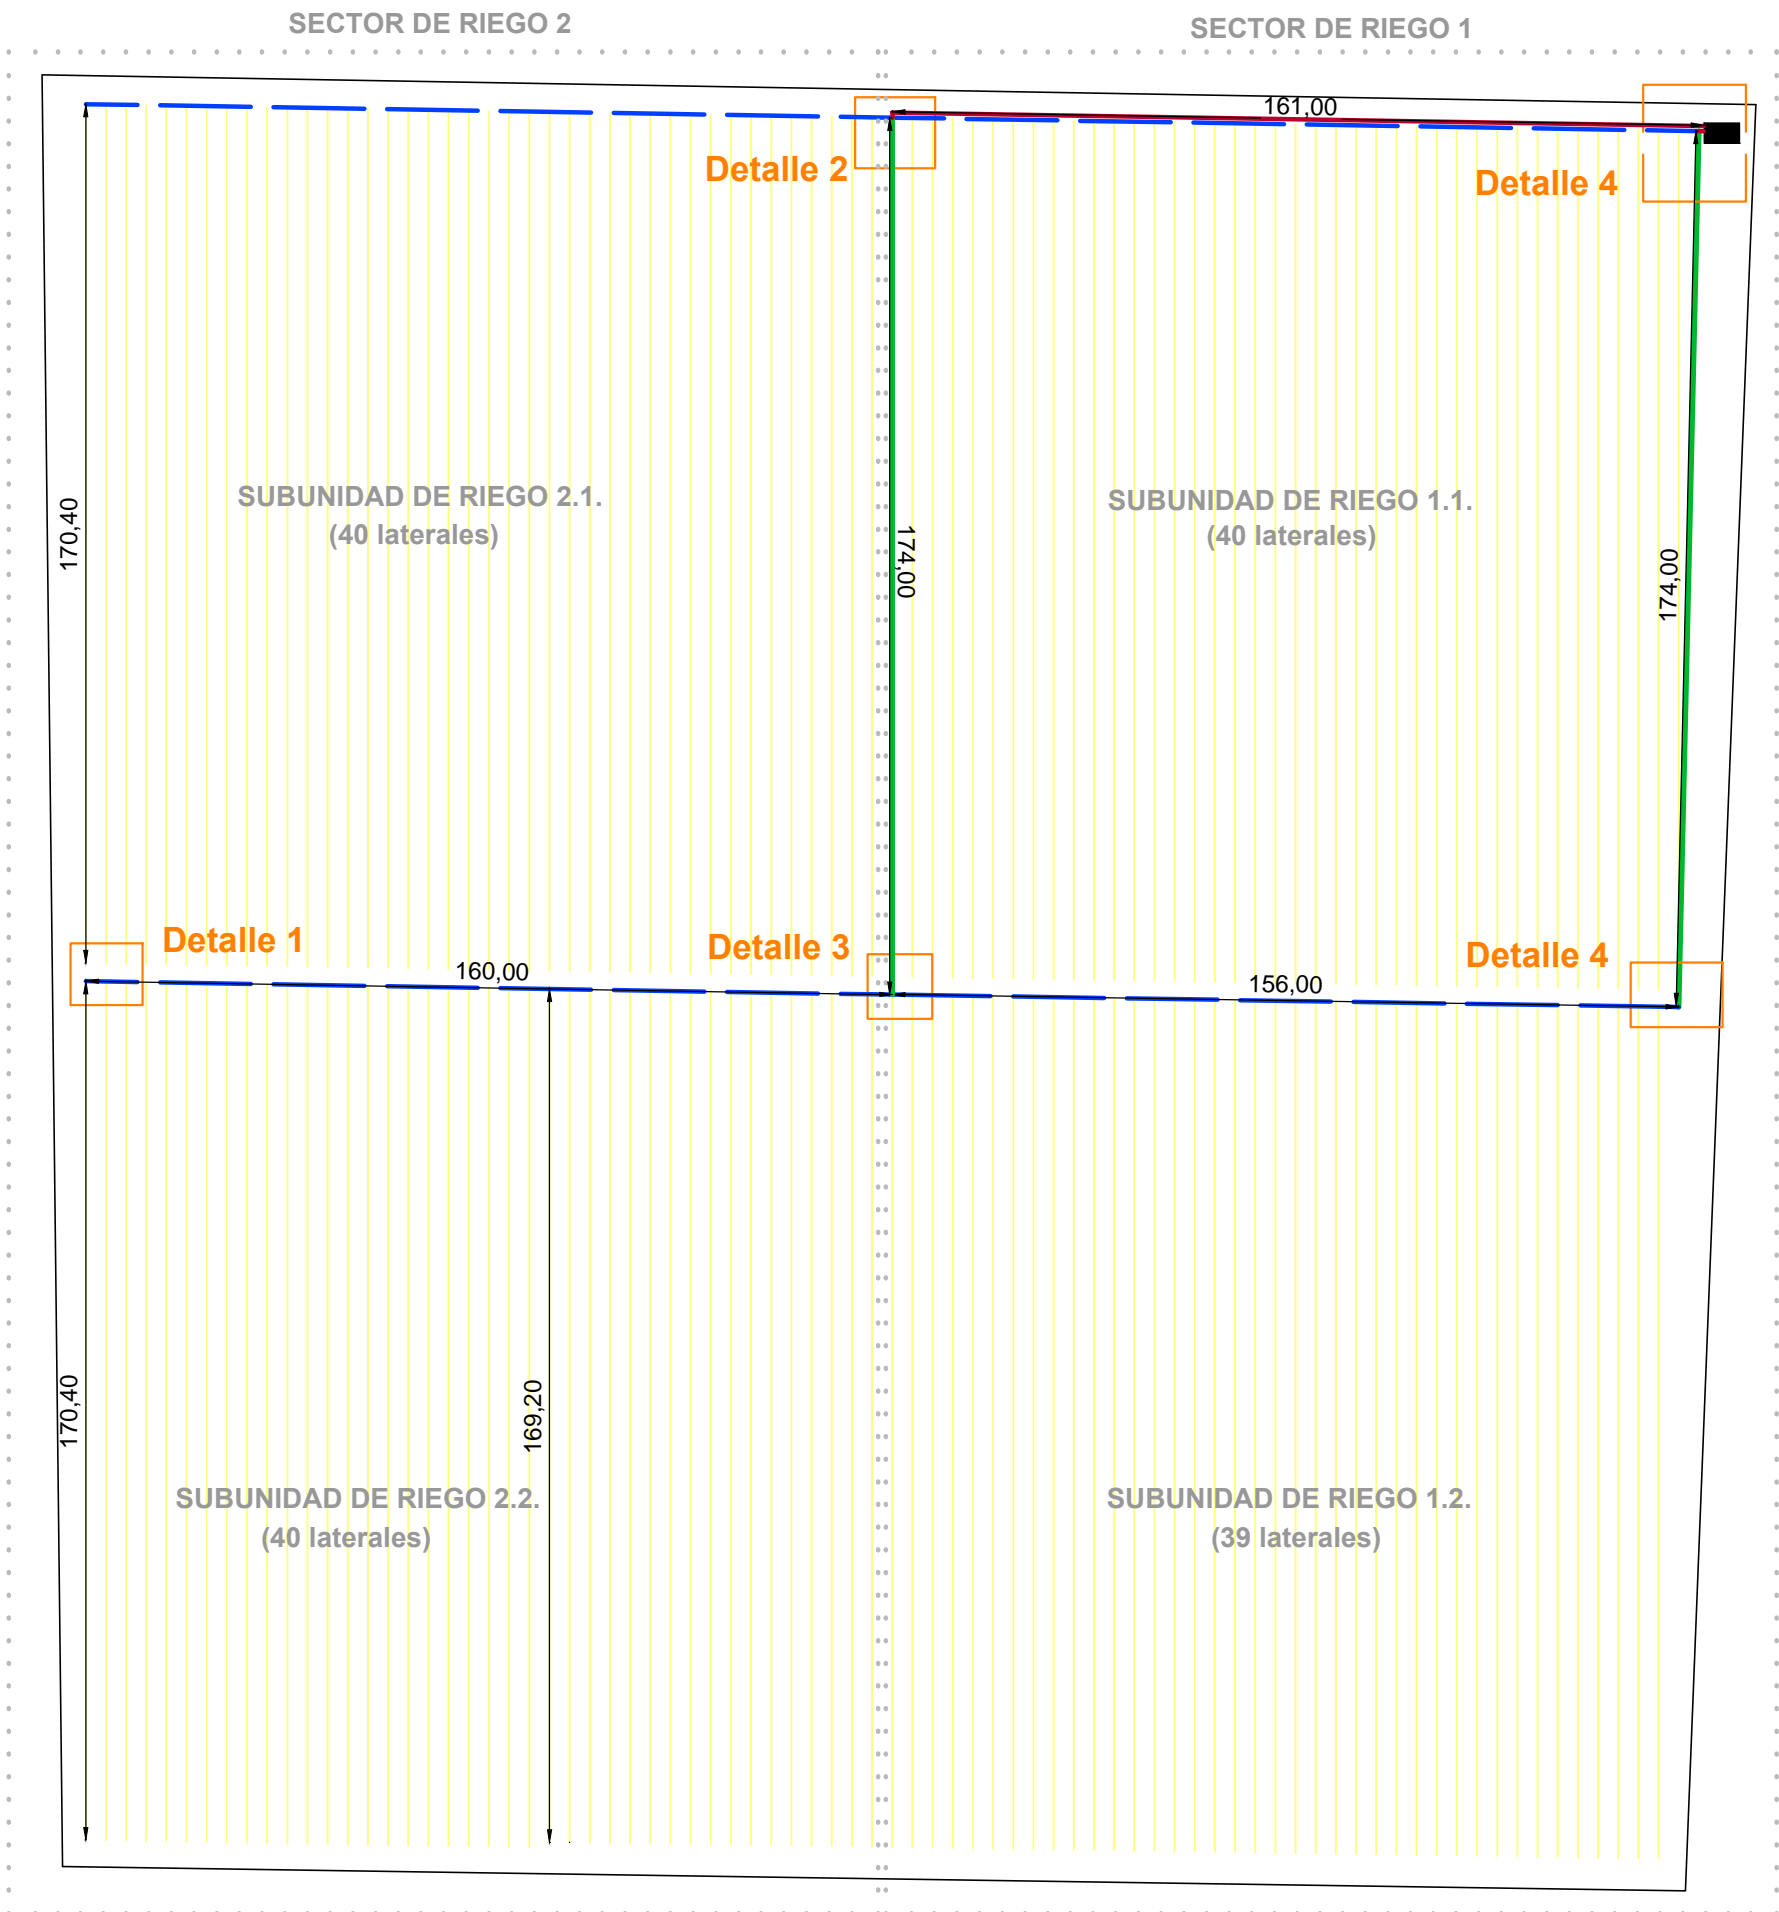 SECTOR DE RIEGO 2
SECTOR DE RIEGO 1
161,00
Detalle 2
Detalle 4
SUBUNIDAD DE RIEGO 2.1.
(40 laterales)
SUBUNIDAD DE RIEGO 1.1.
(40 laterales)
170,40
174,00
174,00
Detalle 1
Detalle 3
Detalle 4
160,00
156,00
170,40
169,20
SUBUNIDAD DE RIEGO 2.2.
(40 laterales)
SUBUNIDAD DE RIEGO 1.2.
(39 laterales)